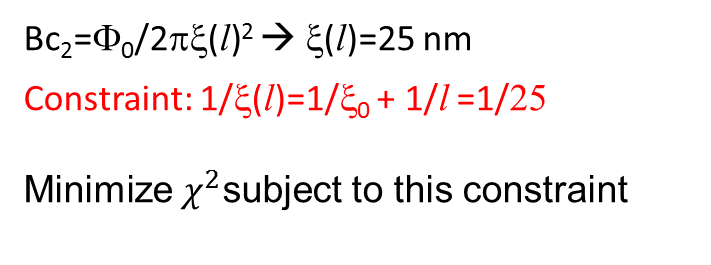 Bc₂=Φ₀/2πξ(l)² → ξ(l)=25 nm
Constraint: 1/ξ(l)=1/ξ₀ + 1/l =1/25
Minimize χ² subject to this constraint